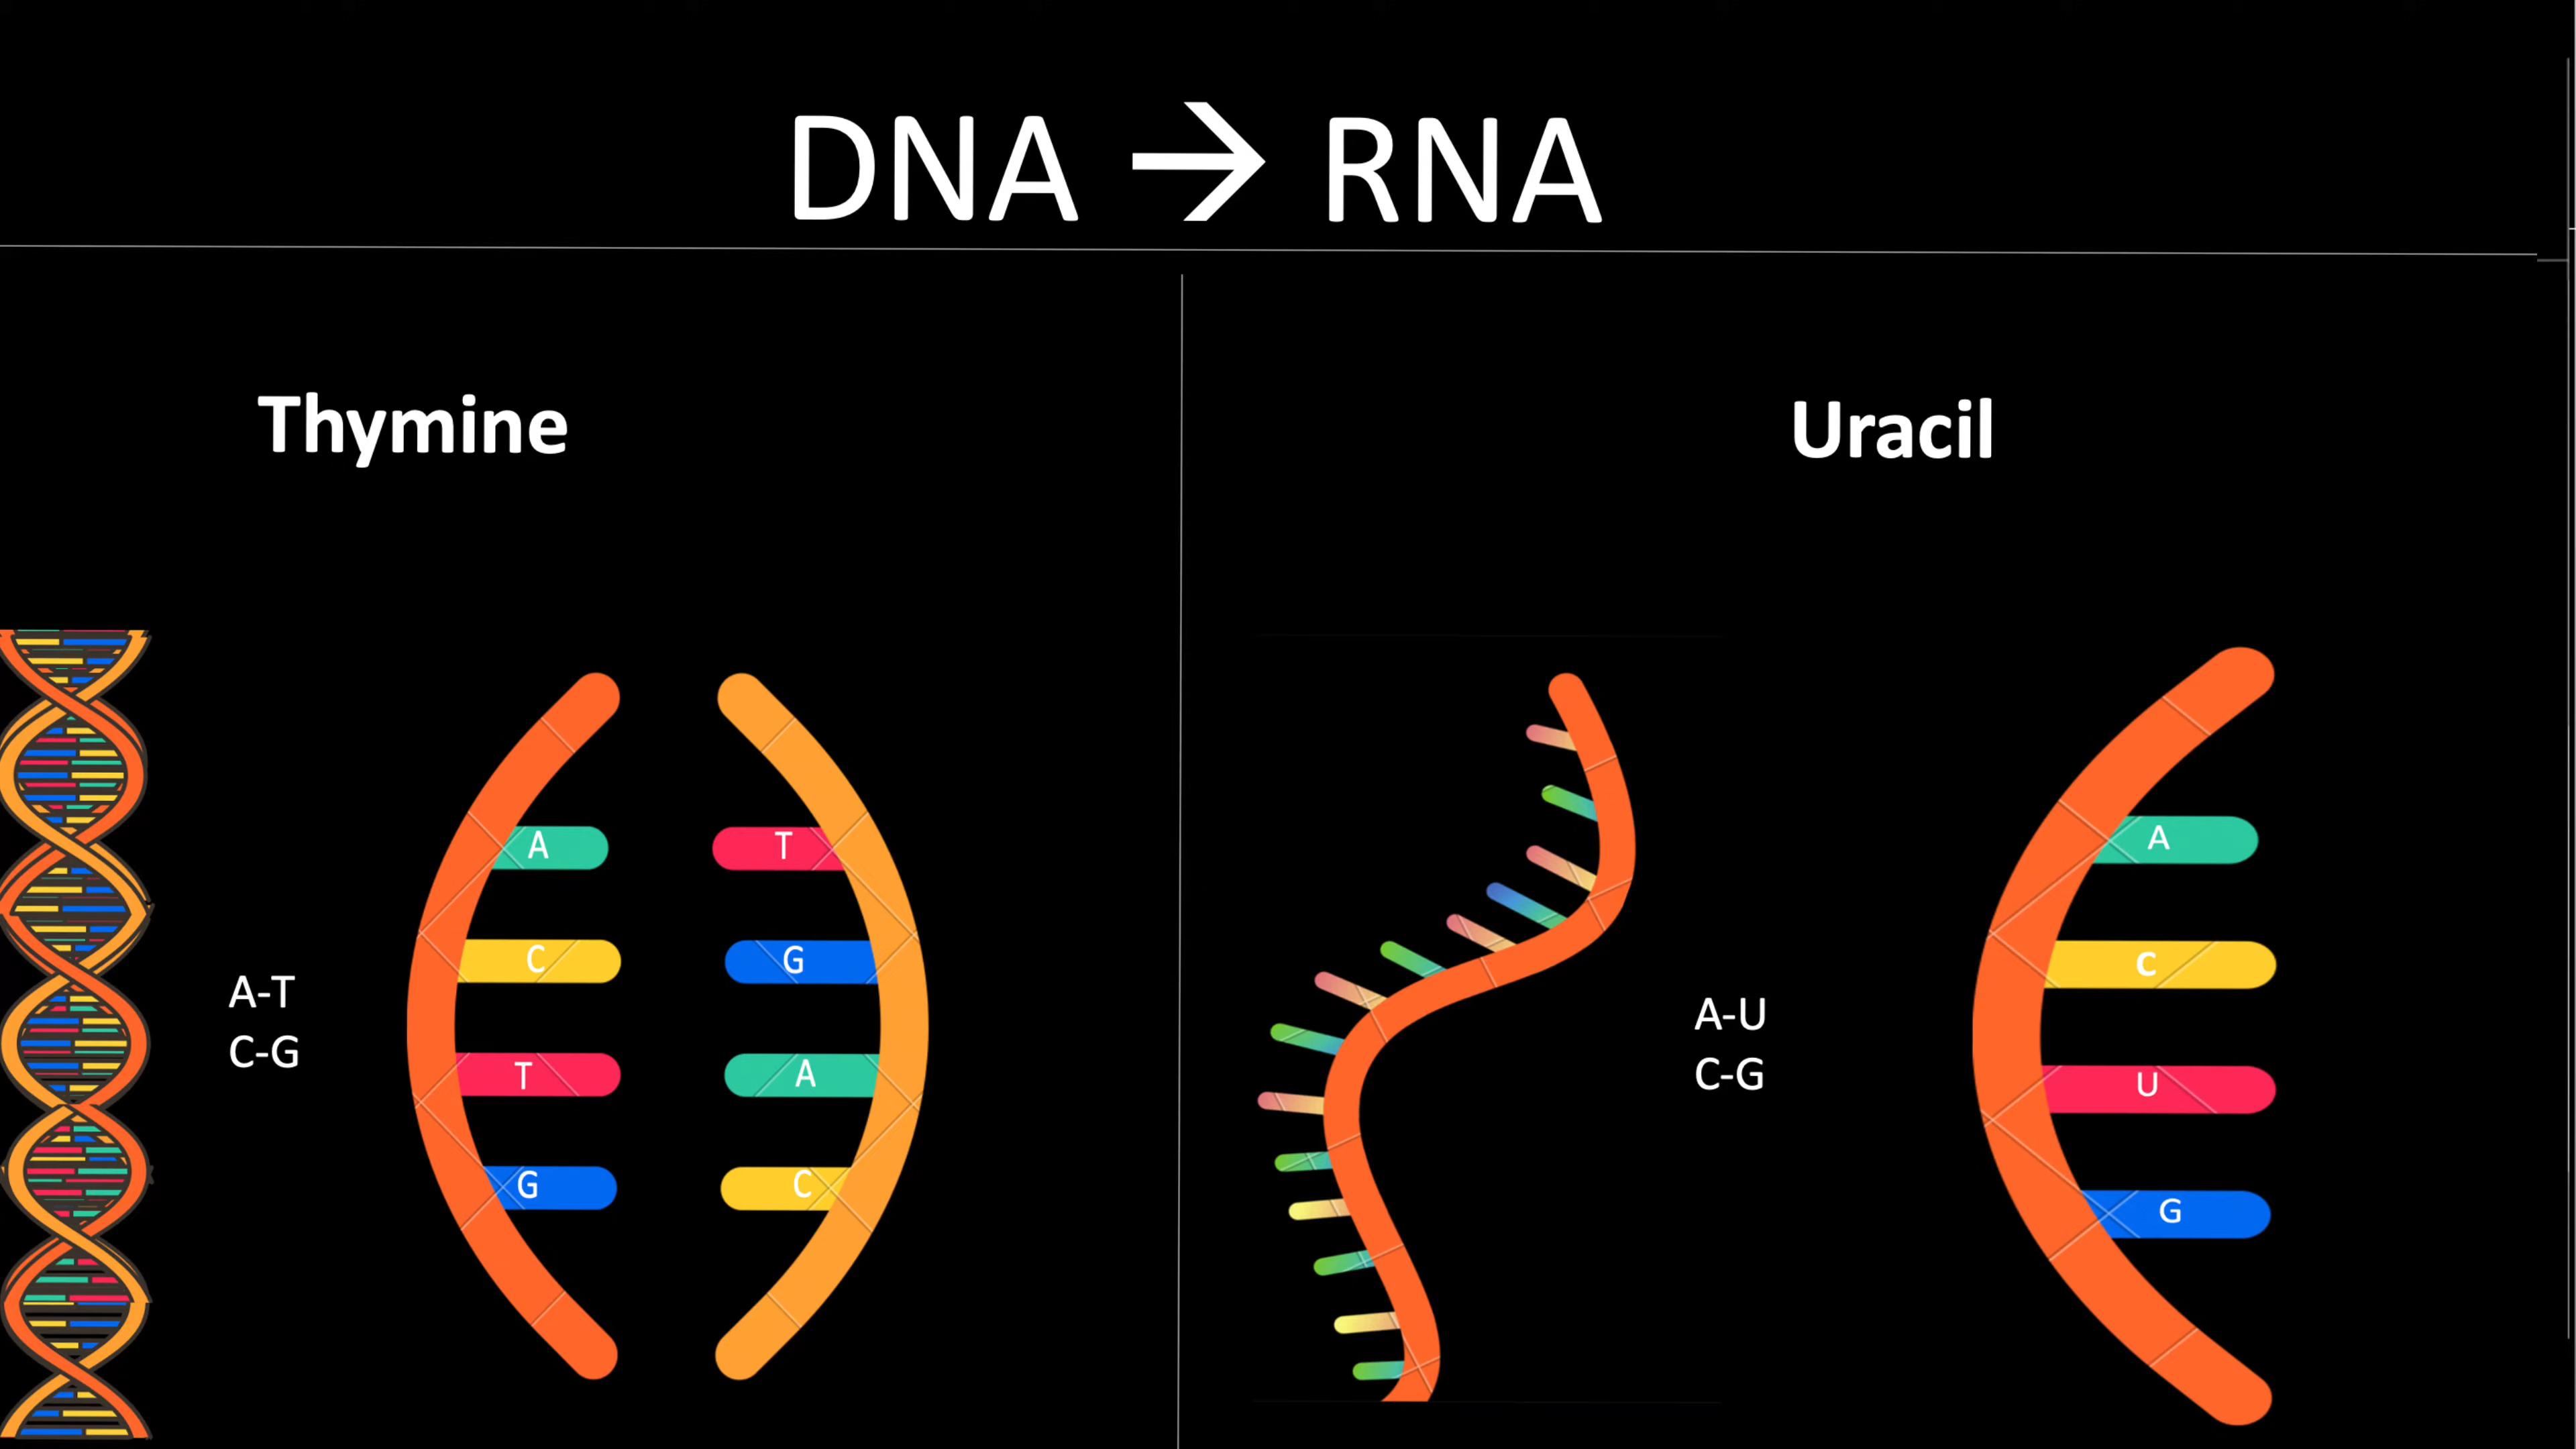 DNA → RNA
Thymine
Uracil
A-T
C-G
A T
C G
T A
G C
A-U
C-G
A
C
U
G